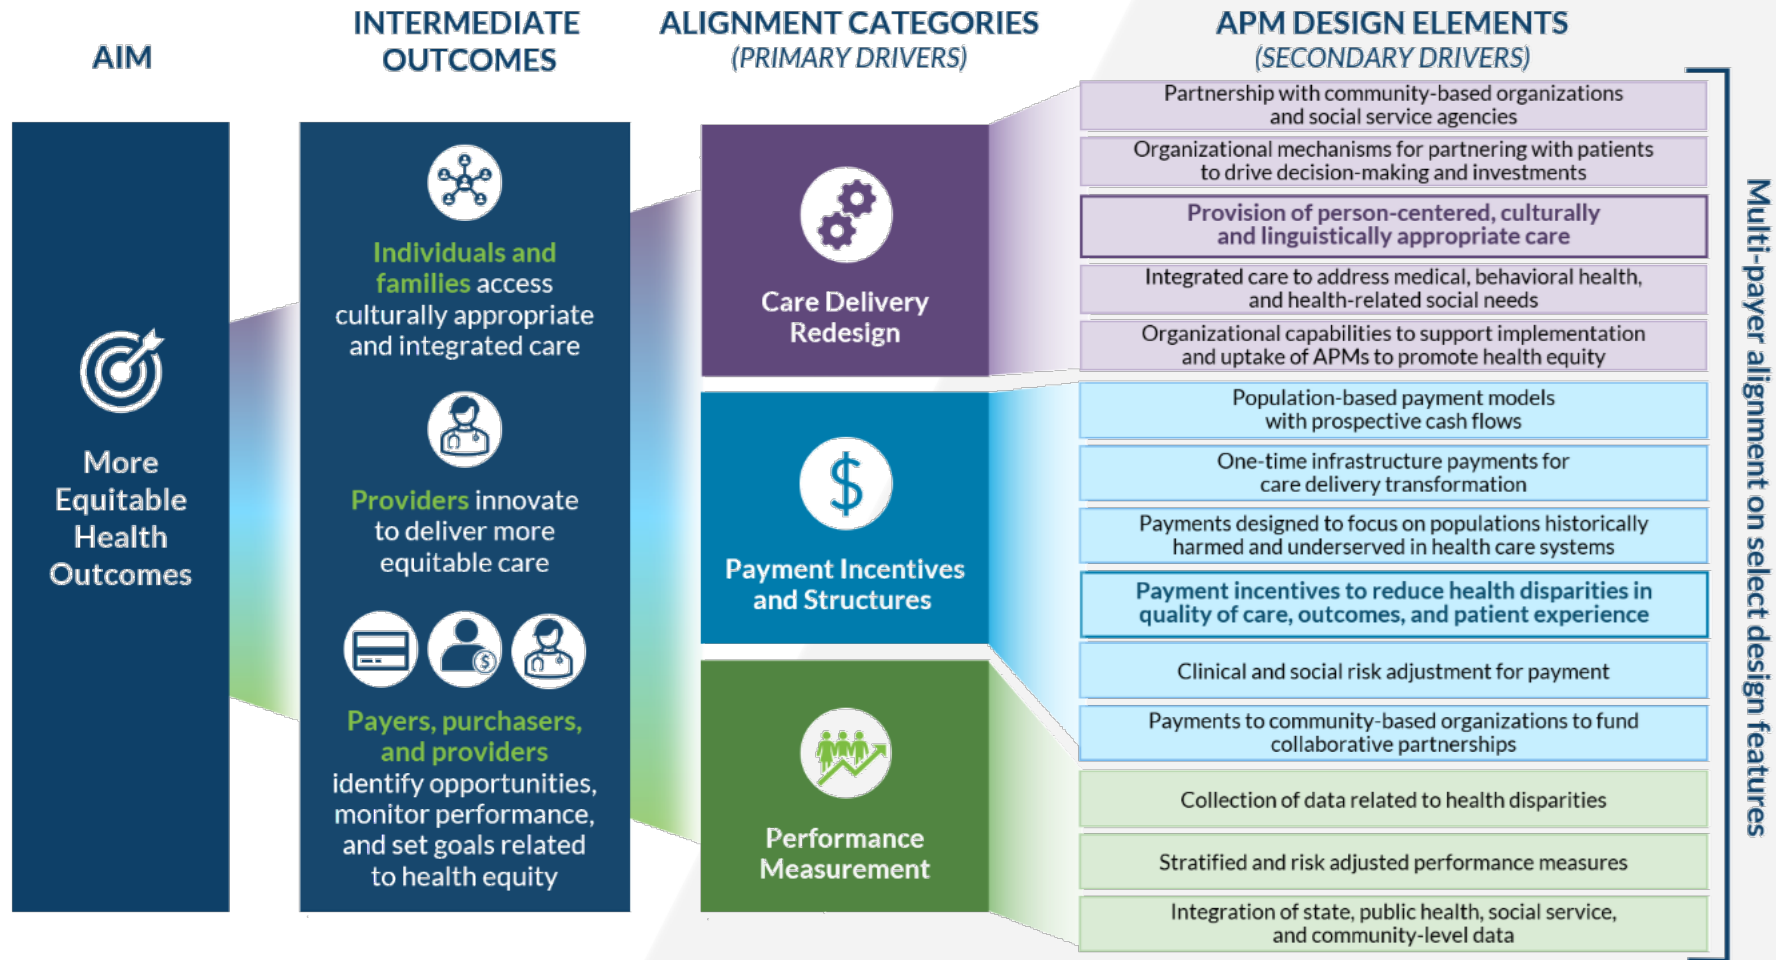 AIM
INTERMEDIATE
OUTCOMES
ALIGNMENT CATEGORIES
(PRIMARY DRIVERS)
APM DESIGN ELEMENTS
(SECONDARY DRIVERS)
More
Equitable
Health
Outcomes
Individuals and
families access
culturally appropriate
and integrated care
Providers innovate
to deliver more
equitable care
$
Payers, purchasers,
and providers
identify opportunities,
monitor performance,
and set goals related
to health equity
Care Delivery
Redesign
$
Payment Incentives
and Structures
Performance
Measurement
Partnership with community-based organizations
and social service agencies
Organizational mechanisms for partnering with patients
to drive decision-making and investments
Provision of person-centered, culturally
and linguistically appropriate care
Integrated care to address medical, behavioral health,
and health-related social needs
Organizational capabilities to support implementation
and uptake of APMs to promote health equity
Population-based payment models
with prospective cash flows
One-time infrastructure payments for
care delivery transformation
Payments designed to focus on populations historically
harmed and underserved in health care systems
Payment incentives to reduce health disparities in
quality of care, outcomes, and patient experience
Clinical and social risk adjustment for payment
Payments to community-based organizations to fund
collaborative partnerships
Collection of data related to health disparities
Stratified and risk adjusted performance measures
Integration of state, public health, social service,
and community-level data
Multi-payer alignment on select design features